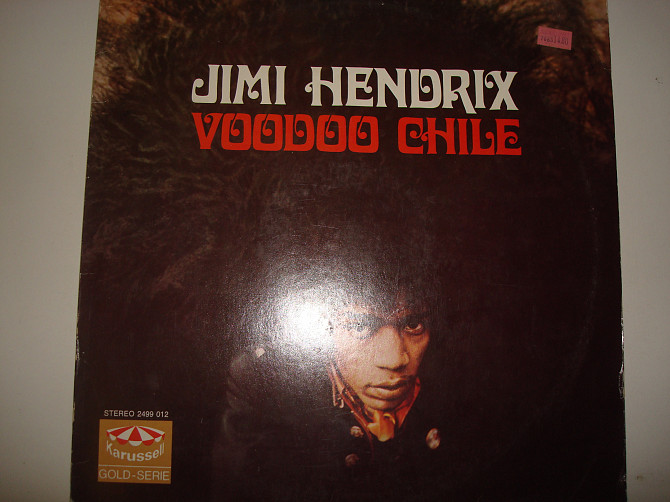 JIMI HENDRIX
VOODOO CHILE
STEREO 2499 012
Karussell
GOLD-SERIE